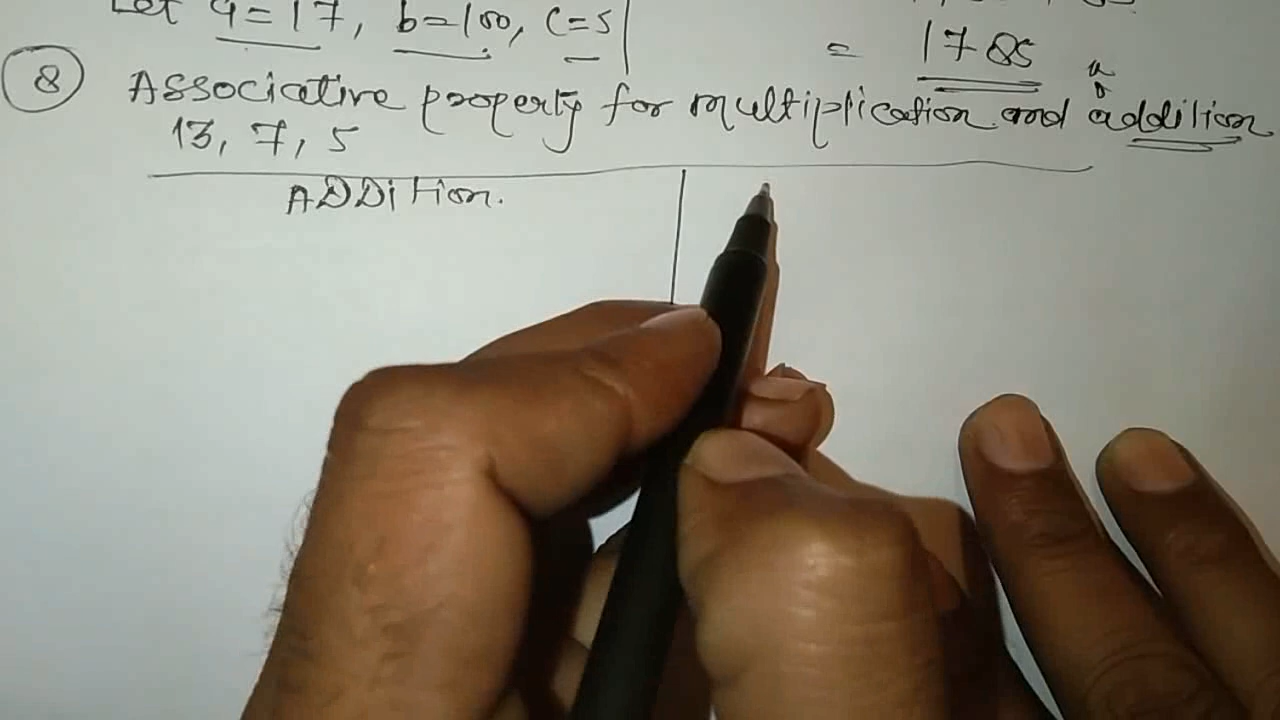 Let a=17, b=100, c=5
= 1785
8 Associative property for multiplication and addition
13, 7, 5
ADDition.